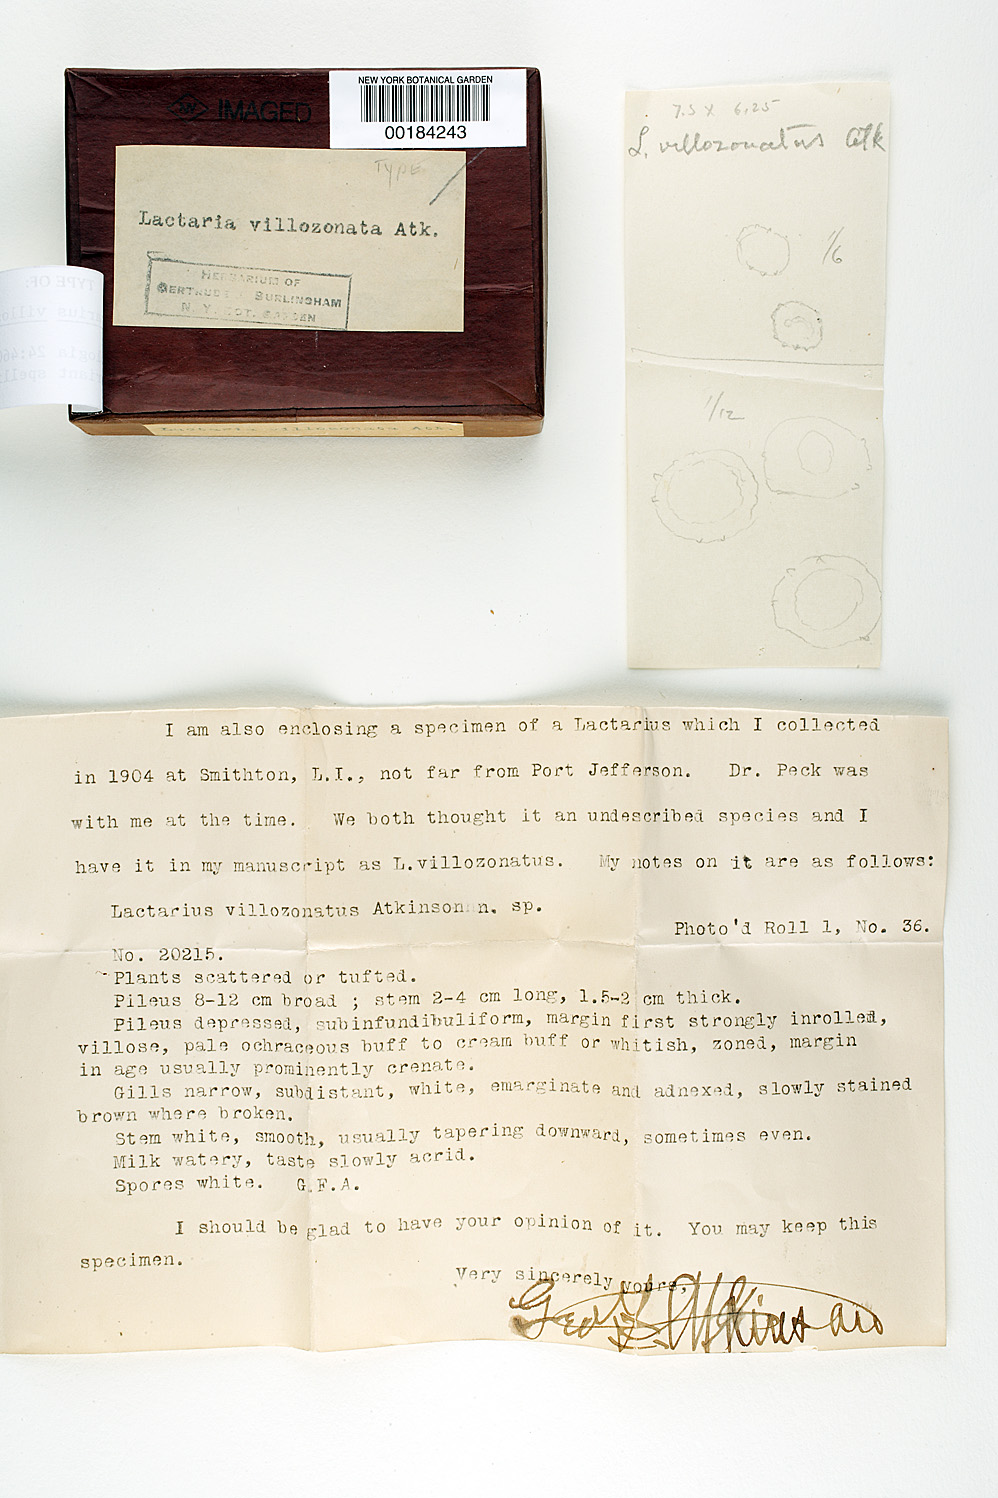 NEW YORK BOTANICAL GARDEN
00184243
IMAGED
TYPE
Lactaria villozonata Atk.
HERBARIUM OF
GERTRUDE BURLINGHAM
N. Y. BOT. GARDEN
TYPE OF:
7.5 x 6.25
L. villozonatus Atk
1/6
1/12
I am also enclosing a specimen of a Lactarius which I collected
in 1904 at Smithton, L.I., not far from Port Jefferson. Dr. Peck was
with me at the time. We both thought it an undescribed species and I
have it in my manuscript as L.villozonatus. My notes on it are as follows:
Lactarius villozonatus Atkinson n. sp.
Photo'd Roll 1, No. 36.
No. 20215.
Plants scattered or tufted.
Pileus 8-12 cm broad ; stem 2-4 cm long, 1.5-2 cm thick.
Pileus depressed, subinfundibuliform, margin first strongly inrolled,
villose, pale ochraceous buff to cream buff or whitish, zoned, margin
in age usually prominently crenate.
Gills narrow, subdistant, white, emarginate and adnexed, slowly stained
brown where broken.
Stem white, smooth, usually tapering downward, sometimes even.
Milk watery, taste slowly acrid.
Spores white. G.F.A.
I should be glad to have your opinion of it. You may keep this
specimen.
Very sincerely yours,
Geo F Atkinson